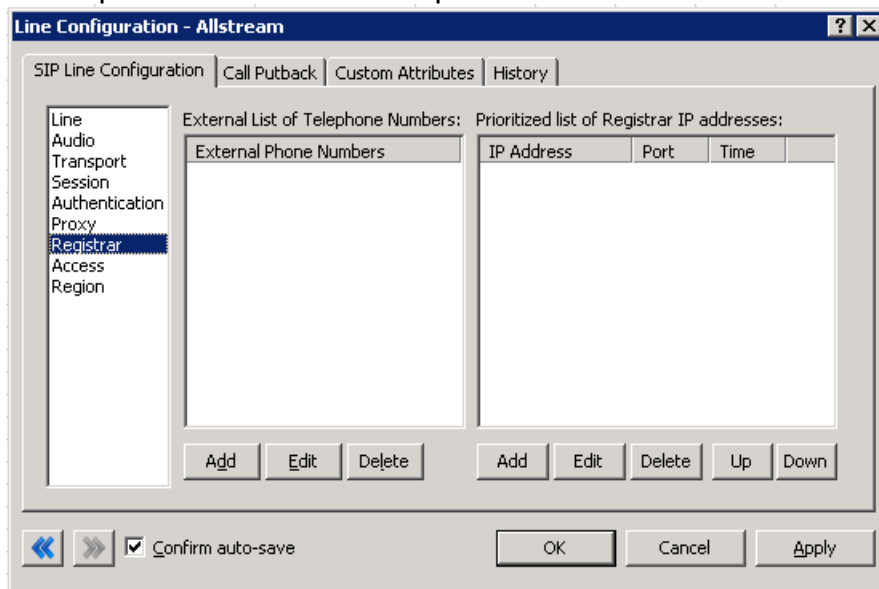 Line Configuration - Allstream
SIP Line Configuration
Call Putback
Custom Attributes
History
Line
Audio
Transport
Session
Authentication
Proxy
Registrar
Access
Region
External List of Telephone Numbers:
External Phone Numbers
Add
Edit
Delete
Prioritized list of Registrar IP addresses:
IP Address
Port
Time
Add
Edit
Delete
Up
Down
Confirm auto-save
OK
Cancel
Apply